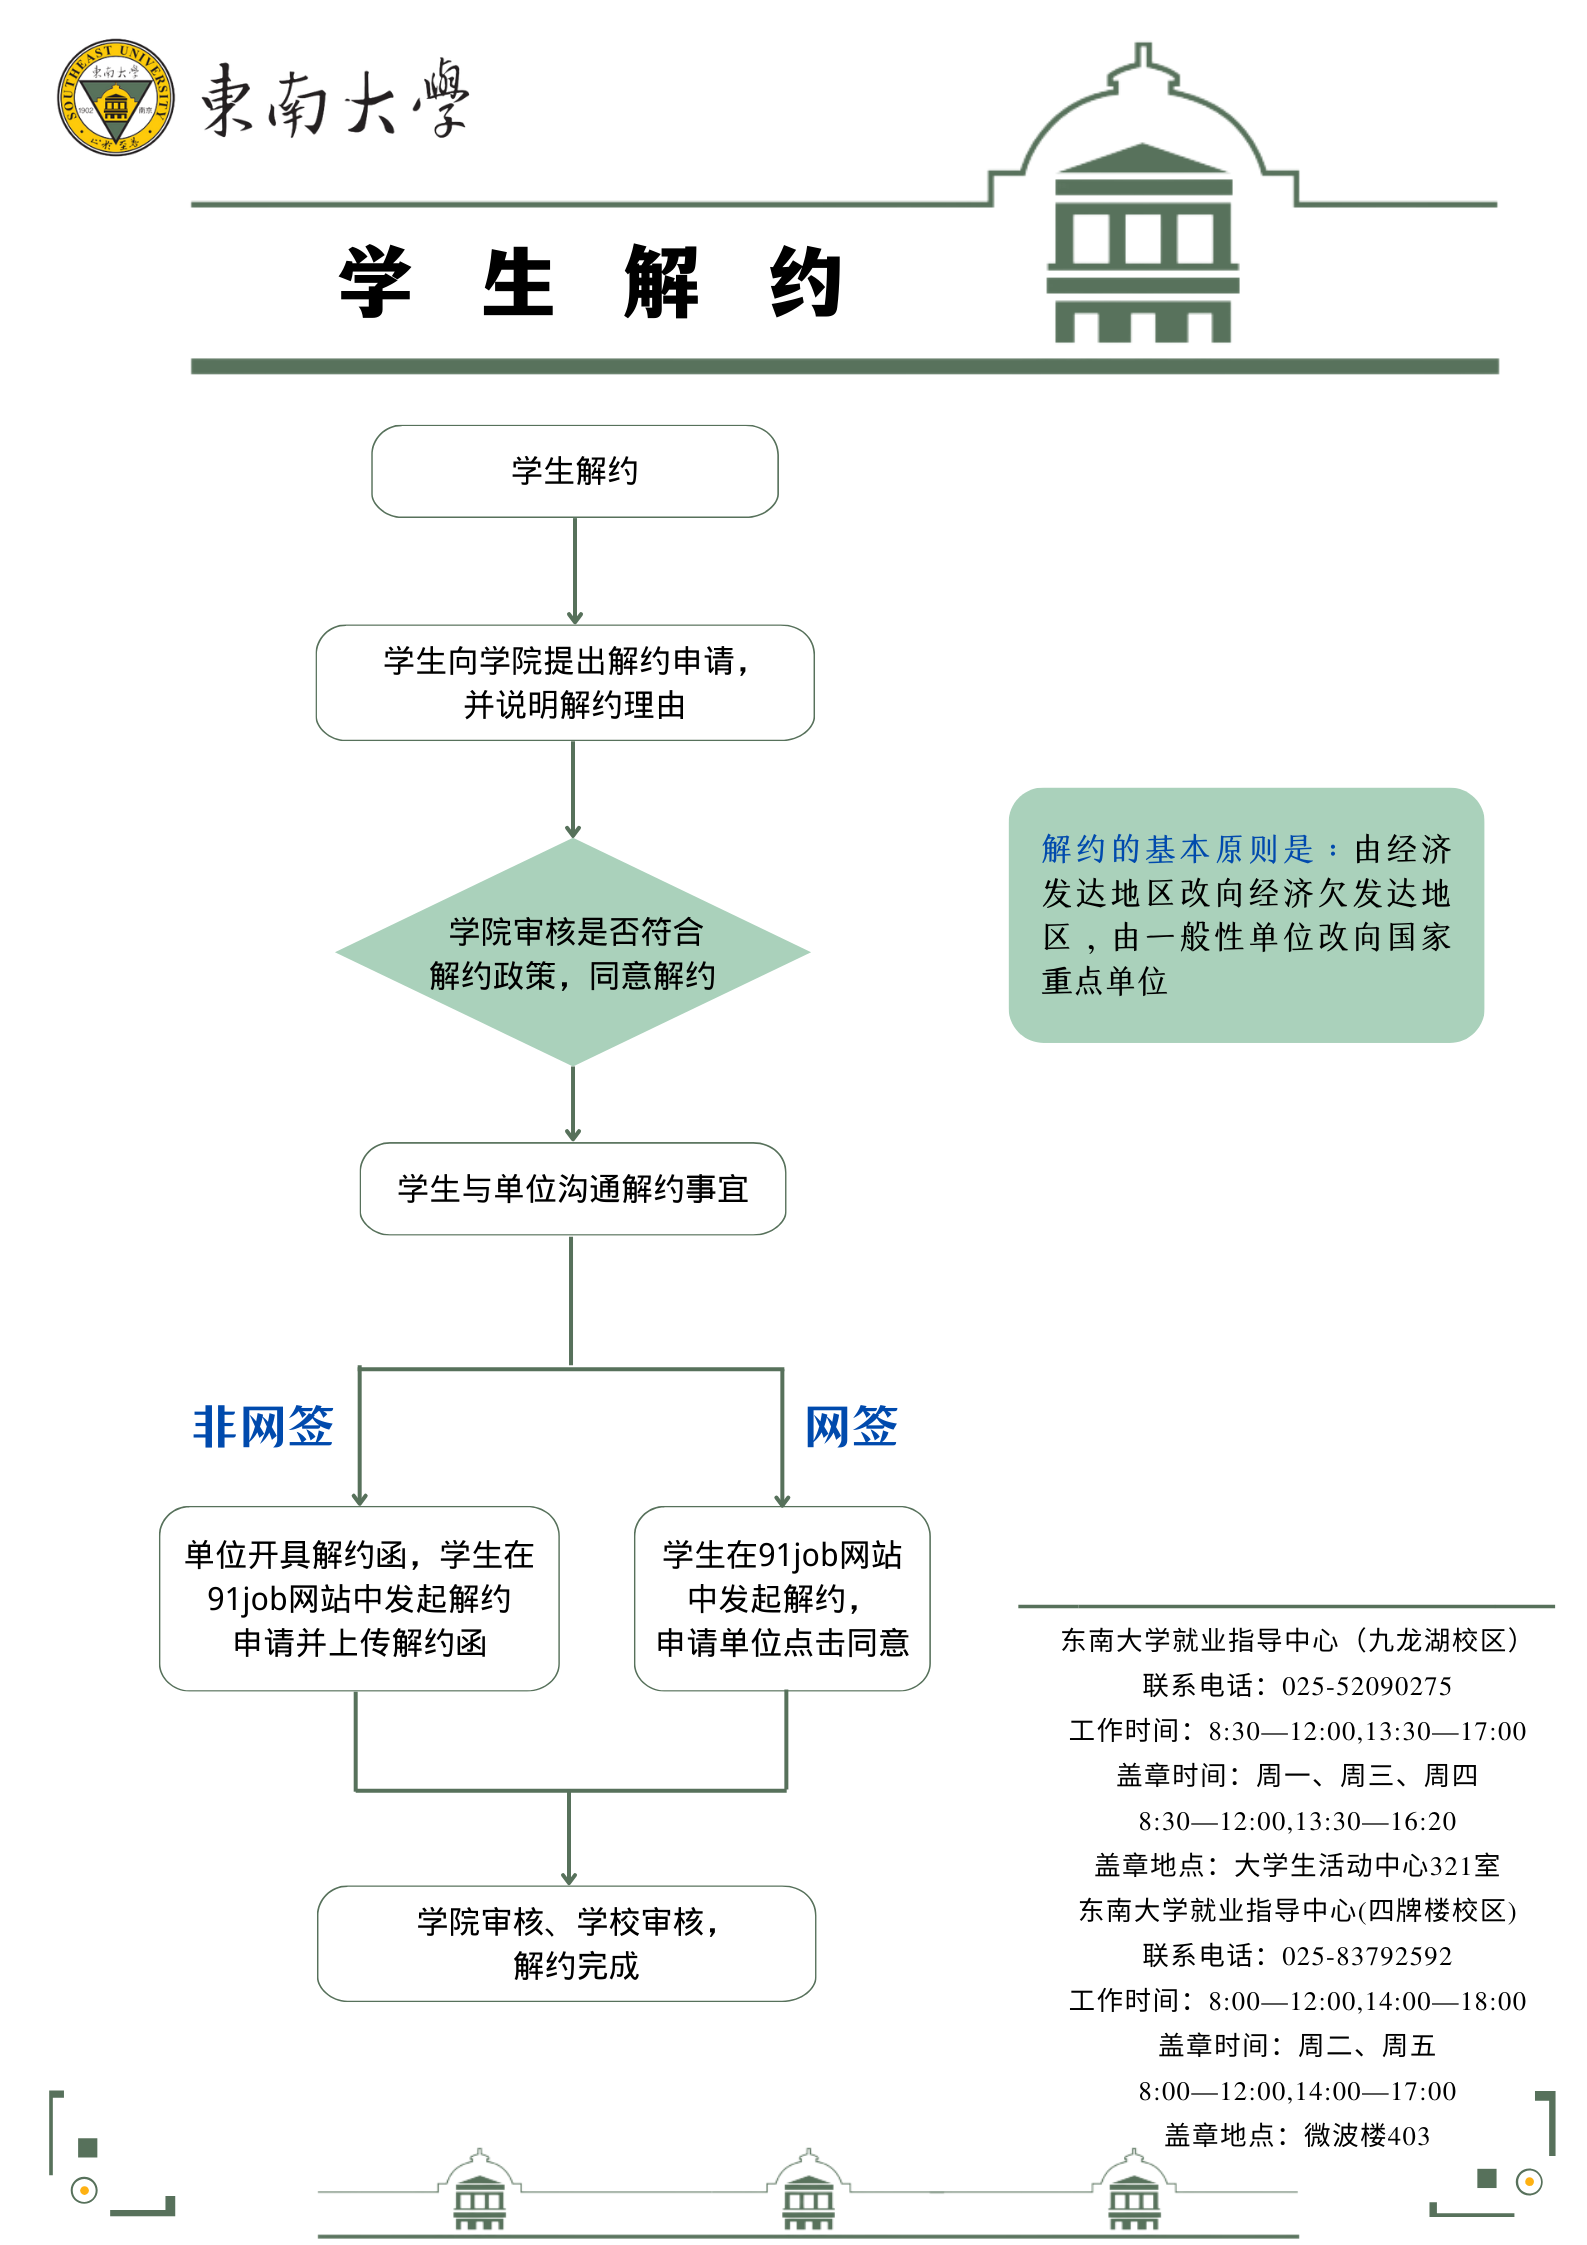 SOUTHEAST UNIVERSITY
東南大學
1902
南京
東南大學
学生解约
学生解约
学生向学院提出解约申请，
并说明解约理由
学院审核是否符合
解约政策，同意解约
解约的基本原则是：由经济
发达地区改向经济欠发达地
区，由一般性单位改向国家
重点单位
学生与单位沟通解约事宜
非网签
网签
单位开具解约函，学生在
91job网站中发起解约
申请并上传解约函
学生在91job网站
中发起解约，
申请单位点击同意
学院审核、学校审核，
解约完成
东南大学就业指导中心（九龙湖校区）
联系电话：025-52090275
工作时间：8:30—12:00,13:30—17:00
盖章时间：周一、周三、周四
8:30—12:00,13:30—16:20
盖章地点：大学生活动中心321室
东南大学就业指导中心(四牌楼校区)
联系电话：025-83792592
工作时间：8:00—12:00,14:00—18:00
盖章时间：周二、周五
8:00—12:00,14:00—17:00
盖章地点：微波楼403